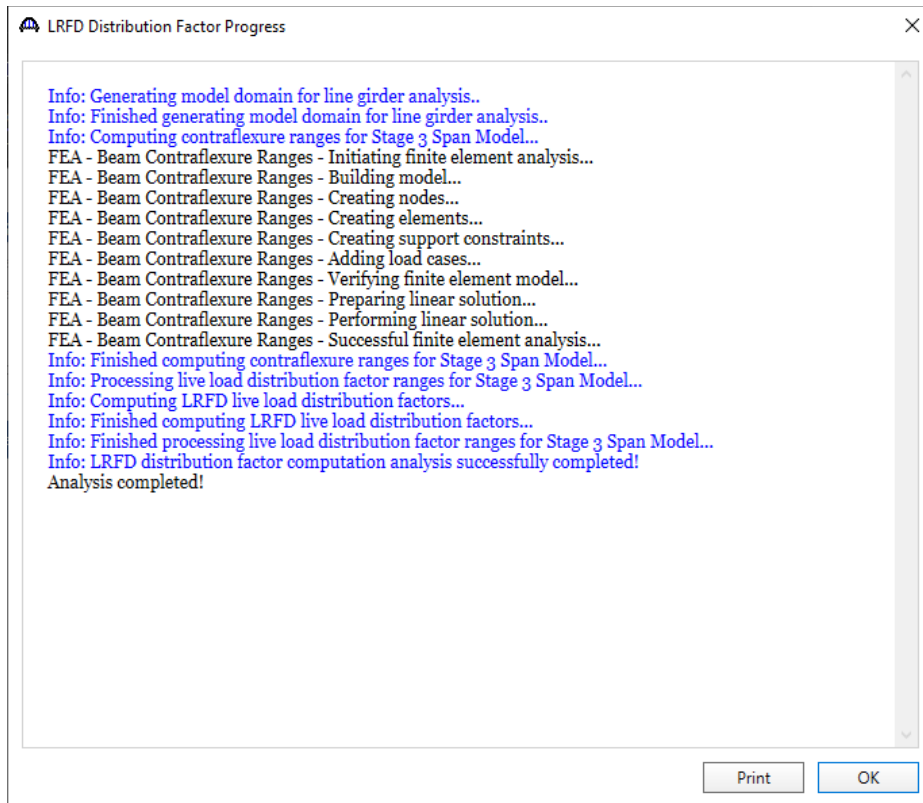 LRFD Distribution Factor Progress
Info: Generating model domain for line girder analysis..
Info: Finished generating model domain for line girder analysis..
Info: Computing contraflexure ranges for Stage 3 Span Model...
FEA - Beam Contraflexure Ranges - Initiating finite element analysis...
FEA - Beam Contraflexure Ranges - Building model...
FEA - Beam Contraflexure Ranges - Creating nodes...
FEA - Beam Contraflexure Ranges - Creating elements...
FEA - Beam Contraflexure Ranges - Creating support constraints...
FEA - Beam Contraflexure Ranges - Adding load cases...
FEA - Beam Contraflexure Ranges - Verifying finite element model...
FEA - Beam Contraflexure Ranges - Preparing linear solution...
FEA - Beam Contraflexure Ranges - Performing linear solution...
FEA - Beam Contraflexure Ranges - Successful finite element analysis...
Info: Finished computing contraflexure ranges for Stage 3 Span Model...
Info: Processing live load distribution factor ranges for Stage 3 Span Model...
Info: Computing LRFD live load distribution factors...
Info: Finished computing LRFD live load distribution factors...
Info: Finished processing live load distribution factor ranges for Stage 3 Span Model...
Info: LRFD distribution factor computation analysis successfully completed!
Analysis completed!
Print OK